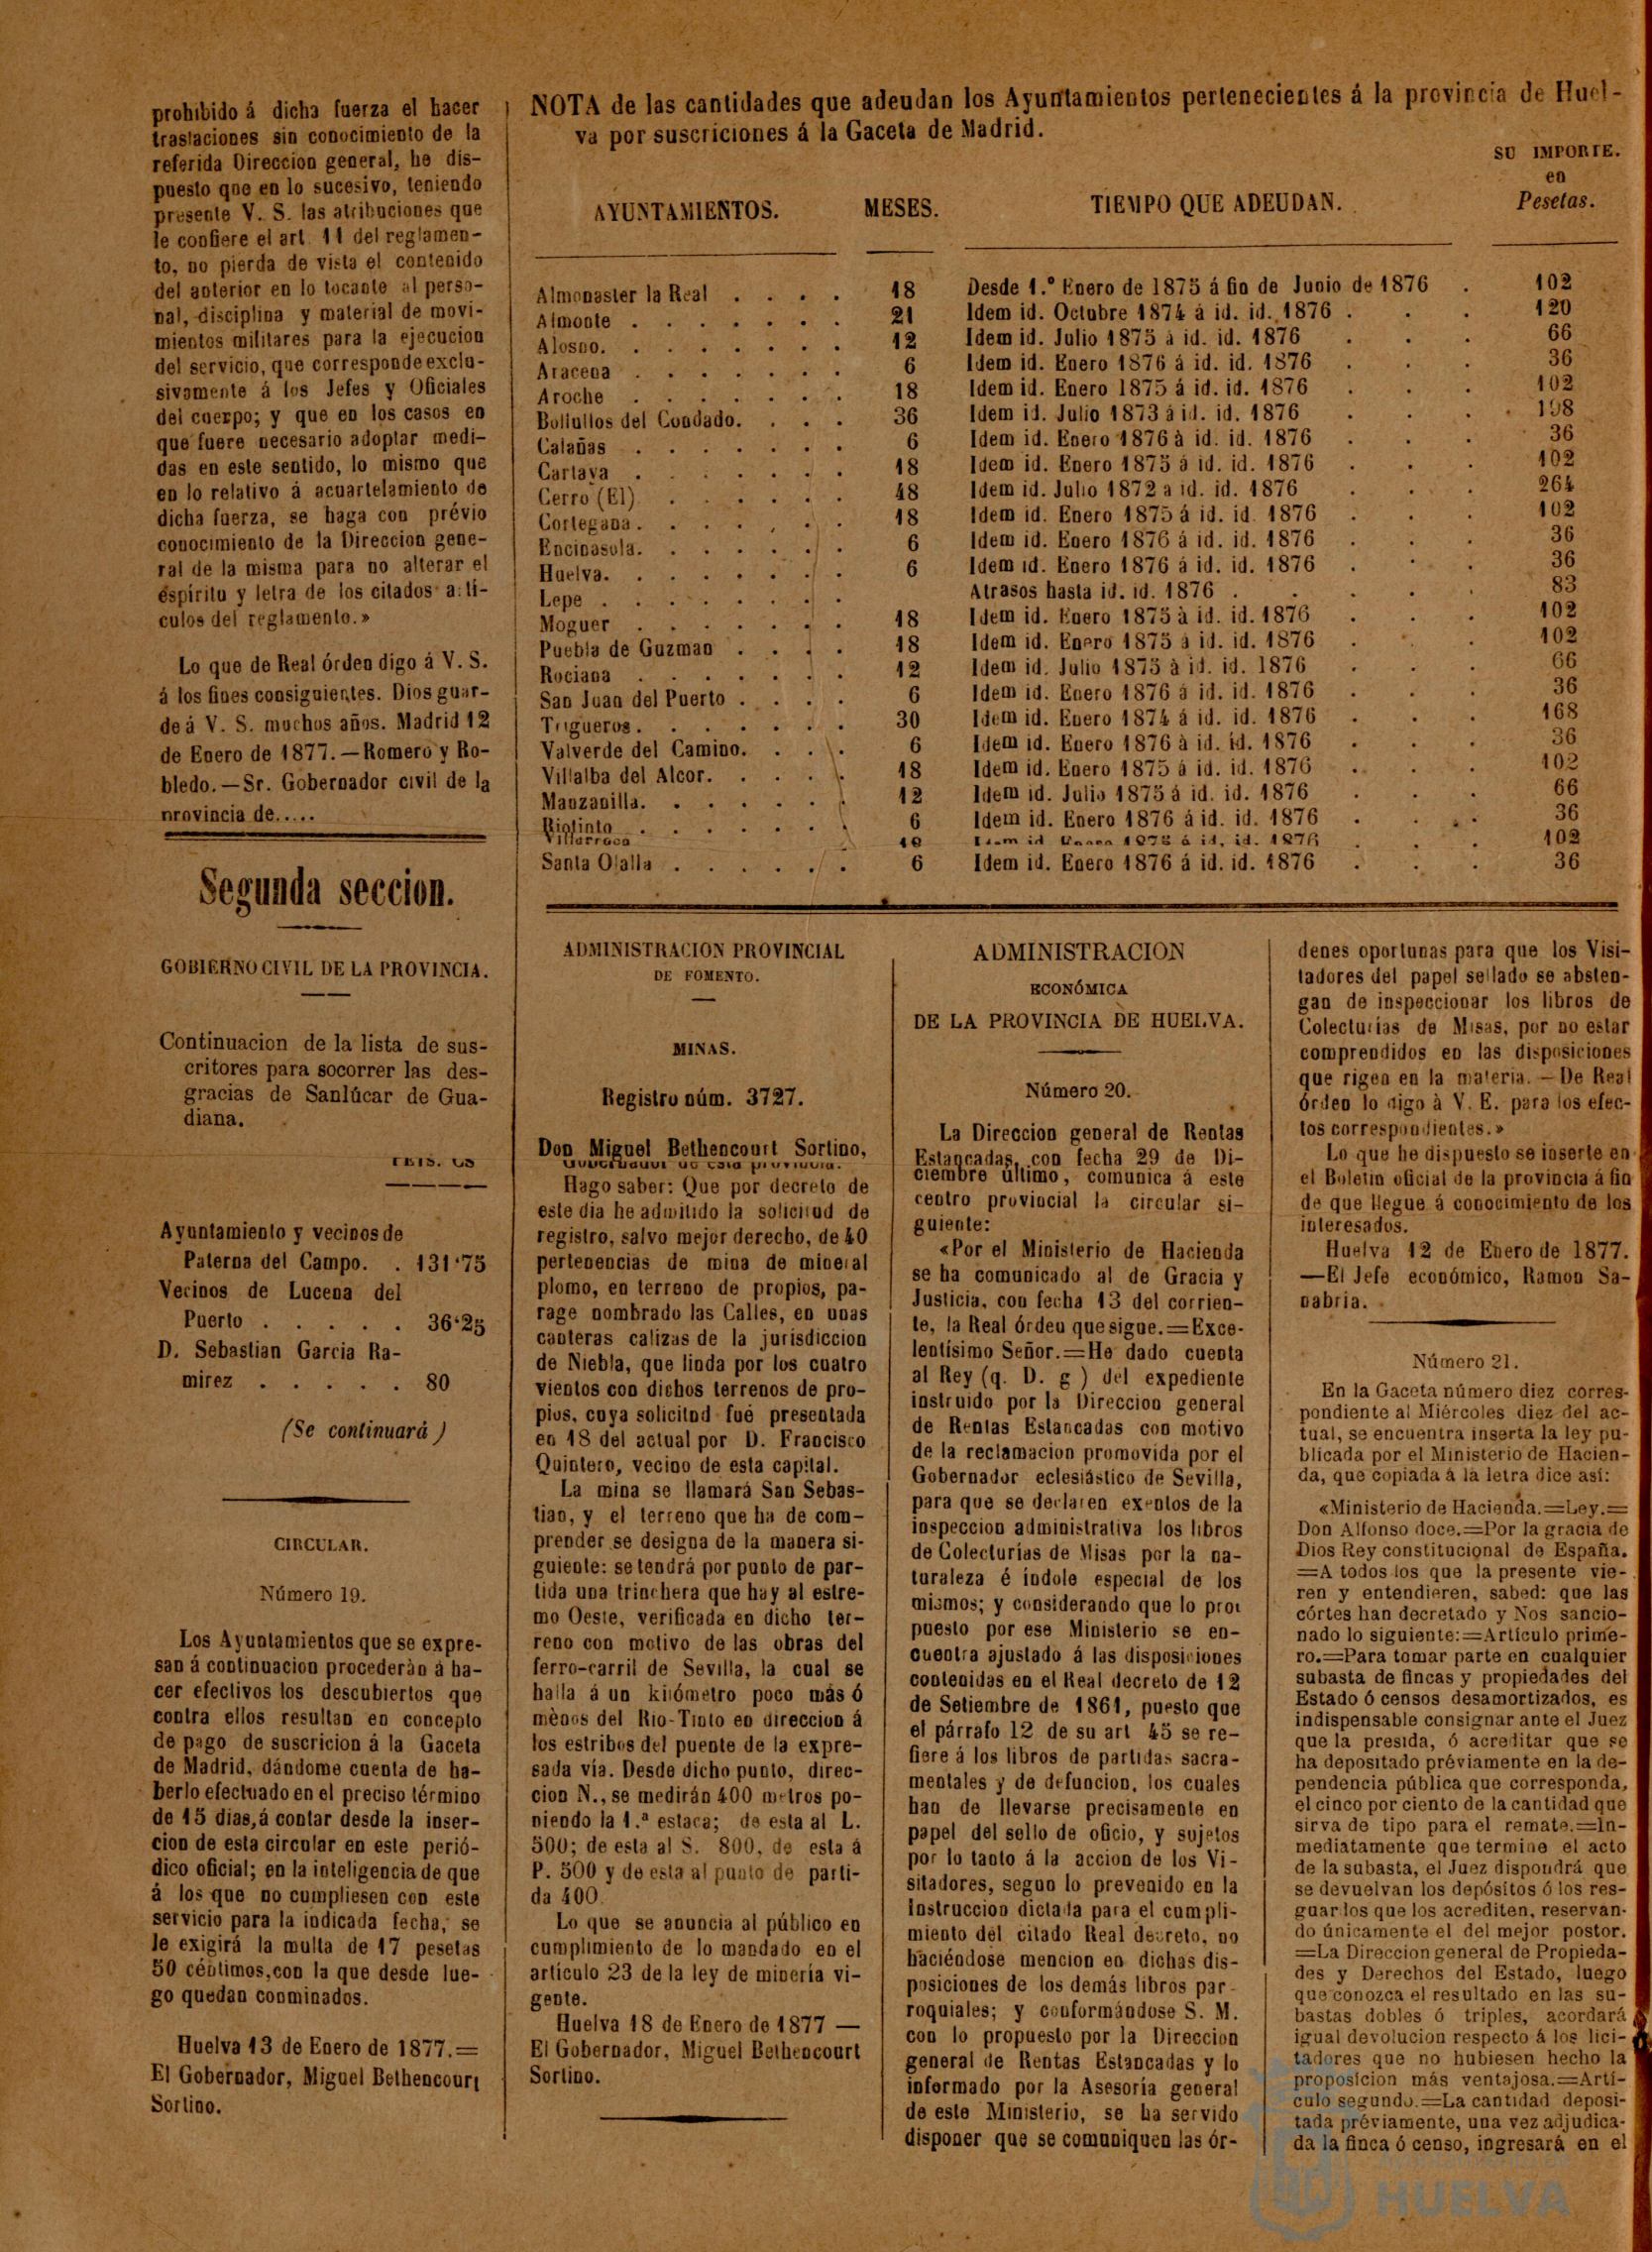 prohibido á dicha fuerza el hacer
traslaciones sin conocimiento de la
referida Direccion general, he dis-
puesto que en lo sucesivo, teniendo
presente V. S. las atribuciones que
le confiere el art. 11 del reglamen-
to, no pierda de vista el contenido
del anterior en lo tocante al perso-
nal, disciplina y material de movi-
mientos militares para la ejecucion
del servicio, que corresponde exclu-
sivamente á los Jefes y Oficiales
del cuerpo; y que en los casos en
que fuere necesario adoptar medi-
das en este sentido, lo mismo que
en lo relativo á acuartelamiento de
dicha fuerza, se haga con prévio
conocimiento de la Direccion gene-
ral de la misma para no alterar el
espíritu y letra de los citados artí-
culos del reglamento.»
Lo que de Real órden digo á V. S.
á los fines consiguientes. Dios guar-
de á V. S. muchos años. Madrid 12
de Enero de 1877.—Romero y Ro-
bledo.—Sr. Gobernador civil de la
provincia de.....
Segunda seccion.
GOBIERNO CIVIL DE LA PROVINCIA.
Continuacion de la lista de sus-
critores para socorrer las des-
gracias de Sanlúcar de Gua-
diana.
Ayuntamiento y vecinos de
Paterna del Campo. . 131'75
Vecinos de Lucena del
Puerto . . . . . 36'25
D. Sebastian Garcia Ra-
mirez . . . . . 80
(Se continuará)
CIRCULAR.
Número 19.
Los Ayuntamientos que se expre-
san á continuacion procederàn á ha-
cer efectivos los descubiertos que
contra ellos resultan en concepto
de pago de suscricion á la Gaceta
de Madrid, dándome cuenta de ha-
berlo efectuado en el preciso término
de 15 dias, á contar desde la inser-
cion de esta circular en este perió-
dico oficial; en la inteligencia de que
á los que no cumpliesen con este
servicio para la indicada fecha, se
le exigirá la multa de 17 pesetas
50 céntimos, con la que desde lue-
go quedan conminados.
Huelva 13 de Enero de 1877.=
El Gobernador, Miguel Bethencourt
Sortino.
NOTA de las cantidades que adeudan los Ayuntamientos pertenecientes á la provincia de Huel-
va por suscriciones á la Gaceta de Madrid.
AYUNTAMIENTOS. MESES. TIEMPO QUE ADEUDAN. SU IMPORTE. en Pesetas.
Almonaster la Real . . . . 18 Desde 1.º Enero de 1875 á fin de Junio de 1876 . 102
Almonte . . . . . . . 21 Idem id. Octubre 1874 á id. id. 1876 . . . 120
Alosno. . . . . . . . 12 Idem id. Julio 1875 á id. id. 1876 . . . 66
Aracena . . . . . . . 6 Idem id. Enero 1876 á id. id. 1876 . . . 36
Aroche . . . . . . . 18 Idem id. Enero 1875 á id. id. 1876 . . . 102
Bollullos del Condado. . . . 36 Idem id. Julio 1873 á id. id. 1876 . . . 198
Calañas . . . . . . . 6 Idem id. Enero 1876 à id. id. 1876 . . . 36
Cartaya . . . . . . . 18 Idem id. Enero 1875 á id. id. 1876 . . . 102
Cerro (El) . . . . . . 48 Idem id. Julio 1872 a id. id. 1876 . . . 264
Cortegana . . . . . . . 18 Idem id. Enero 1875 á id. id. 1876 . . . 102
Encinasola. . . . . . . 6 Idem id. Enero 1876 á id. id. 1876 . . . 36
Huelva. . . . . . . . 6 Idem id. Enero 1876 á id. id. 1876 . . . 36
Lepe . . . . . . . . Atrasos hasta id. id. 1876 . . . . . 83
Moguer . . . . . . . 18 Idem id. Enero 1875 à id. id. 1876 . . . 102
Puebla de Guzman . . . . 18 Idem id. Enero 1875 á id. id. 1876 . . . 102
Rociana . . . . . . . 12 Idem id. Julio 1875 à id. id. 1876 . . . 66
San Juan del Puerto . . . . 6 Idem id. Enero 1876 á id. id. 1876 . . . 36
Trigueros. . . . . . . 30 Idem id. Enero 1874 á id. id. 1876 . . . 168
Valverde del Camino. . . . 6 Idem id. Enero 1876 à id. id. 1876 . . . 36
Villalba del Alcor. . . . . 18 Idem id. Enero 1875 á id. id. 1876 . . . 102
Manzanilla. . . . . . . 12 Idem id. Julio 1875 á id. id. 1876 . . . 66
Riotinto . . . . . . . 6 Idem id. Enero 1876 á id. id. 1876 . . . 36
Villarrasa 18 Idem id. Enero 1875 á id. id. 1876 . . . 102
Santa Olalla . . . . . . 6 Idem id. Enero 1876 á id. id. 1876 . . . 36
ADMINISTRACION PROVINCIAL
DE FOMENTO.
MINAS.
Registro núm. 3727.
Don Miguel Bethencourt Sortino,
Gobernador de esta provincia.
Hago saber: Que por decreto de
este dia he admitido la solicitud de
registro, salvo mejor derecho, de 40
pertenencias de mina de mineral
plomo, en terreno de propios, pa-
rage nombrado las Calles, en unas
canteras calizas de la jurisdiccion
de Niebla, que linda por los cuatro
vientos con dichos terrenos de pro-
pios, cuya solicitud fué presentada
en 18 del actual por D. Francisco
Quintero, vecino de esta capital.
La mina se llamará San Sebas-
tian, y el terreno que ha de com-
prender se designa de la manera si-
guiente: se tendrá por punto de par-
tida una trinchera que hay al estre-
mo Oeste, verificada en dicho ter-
reno con motivo de las obras del
ferro-carril de Sevilla, la cual se
halla á un kilómetro poco más ó
mènos del Rio-Tinto en direccion á
los estribos del puente de la expre-
sada vía. Desde dicho punto, direc-
cion N., se medirán 400 metros po-
niendo la 1.ª estaca; de esta al L.
500; de esta al S. 800, de esta á
P. 500 y de esta al punto de parti-
da 400.
Lo que se anuncia al público en
cumplimiento de lo mandado en el
artículo 23 de la ley de minería vi-
gente.
Huelva 18 de Enero de 1877 —
El Gobernador, Miguel Bethencourt
Sortino.
ADMINISTRACION
ECONÓMICA
DE LA PROVINCIA DE HUELVA.
Número 20.
La Direccion general de Rentas
Estancadas, con fecha 29 de Di-
ciembre último, comunica á este
centro provincial la circular si-
guiente:
«Por el Ministerio de Hacienda
se ha comunicado al de Gracia y
Justicia, con fecha 13 del corrien-
te, la Real órden que sigue.=Exce-
lentísimo Señor.=He dado cuenta
al Rey (q. D. g ) del expediente
instruido por la Direccion general
de Rentas Estancadas con motivo
de la reclamacion promovida por el
Gobernador eclesiástico de Sevilla,
para que se declaren exentos de la
inspeccion administrativa los libros
de Colecturías de Misas por la na-
turaleza é índole especial de los
mismos; y considerando que lo pro-
puesto por ese Ministerio se en-
cuentra ajustado á las disposiciones
contenidas en el Real decreto de 12
de Setiembre de 1861, puesto que
el párrafo 12 de su art 45 se re-
fiere á los libros de partidas sacra-
mentales y de defuncion, los cuales
han de llevarse precisamente en
papel del sello de oficio, y sujetos
por lo tanto á la accion de los Vi-
sitadores, segun lo prevenido en la
Instruccion dictada para el cumpli-
miento del citado Real decreto, no
haciéndose mencion en dichas dis-
posiciones de los demás libros par-
roquiales; y conformándose S. M.
con lo propuesto por la Direccion
general de Rentas Estancadas y lo
informado por la Asesoría general
de este Ministerio, se ha servido
disponer que se comuniquen las ór-
denes oportunas para que los Visi-
tadores del papel sellado se absten-
gan de inspeccionar los libros de
Colecturías de Misas, por no estar
comprendidos en las disposiciones
que rigen en la materia. —De Real
órden lo digo à V. E. para los efec-
tos correspondientes.»
Lo que he dispuesto se inserte en
el Boletin oficial de la provincia á fin
de que llegue á conocimiento de los
interesados.
Huelva 12 de Enero de 1877.
—El Jefe económico, Ramon Sa-
nabria.
Número 21.
En la Gaceta número diez corres-
pondiente al Miércoles diez del ac-
tual, se encuentra inserta la ley pu-
blicada por el Ministerio de Hacien-
da, que copiada á la letra dice así:
«Ministerio de Hacienda.=Ley.=
Don Alfonso doce.=Por la gracia de
Dios Rey constitucional de España.
=A todos los que la presente vie-
ren y entendieren, sabed: que las
córtes han decretado y Nos sancio-
nado lo siguiente:=Artículo prime-
ro.=Para tomar parte en cualquier
subasta de fincas y propiedades del
Estado ó censos desamortizados, es
indispensable consignar ante el Juez
que la presida, ó acreditar que se
ha depositado préviamente en la de-
pendencia pública que corresponda,
el cinco por ciento de la cantidad que
sirva de tipo para el remate.=In-
mediatamente que termine el acto
de la subasta, el Juez dispondrá que
se devuelvan los depósitos ó los res-
guardos que los acrediten, reservan-
do únicamente el del mejor postor.
=La Direccion general de Propieda-
des y Derechos del Estado, luego
que conozca el resultado en las su-
bastas dobles ó triples, acordará
igual devolucion respecto á los lici-
tadores que no hubiesen hecho la
proposicion más ventajosa.=Artí-
culo segundo.=La cantidad deposi-
tada préviamente, una vez adjudica-
da la finca ó censo, ingresará en el
HUELVA